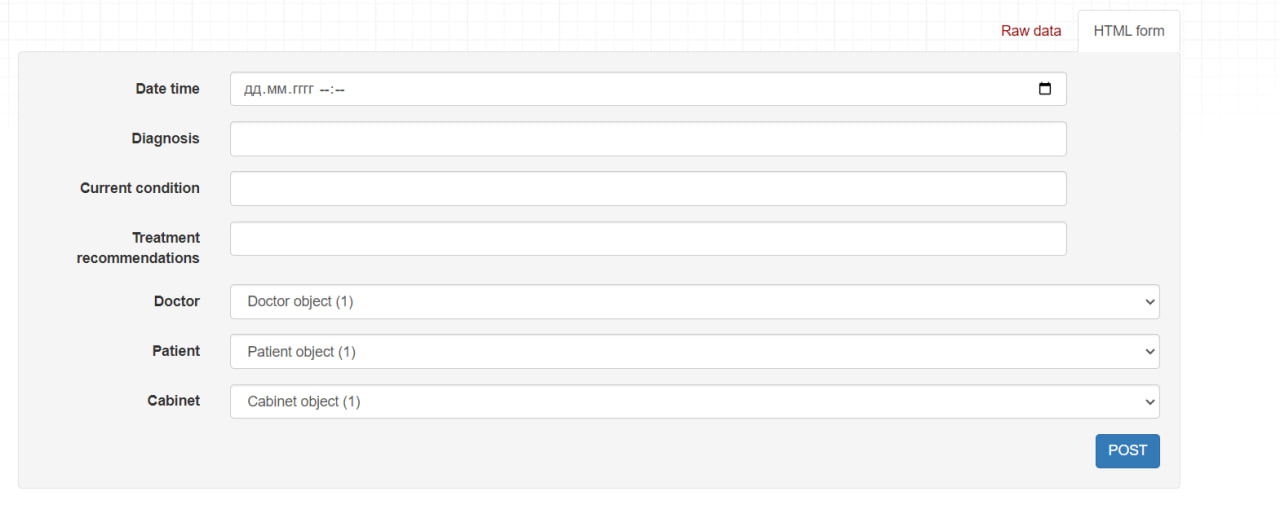 Raw data
HTML form
Date time
дд.мм.гггг --:--
Diagnosis
Current condition
Treatment
recommendations
Doctor
Doctor object (1)
Patient
Patient object (1)
Cabinet
Cabinet object (1)
POST